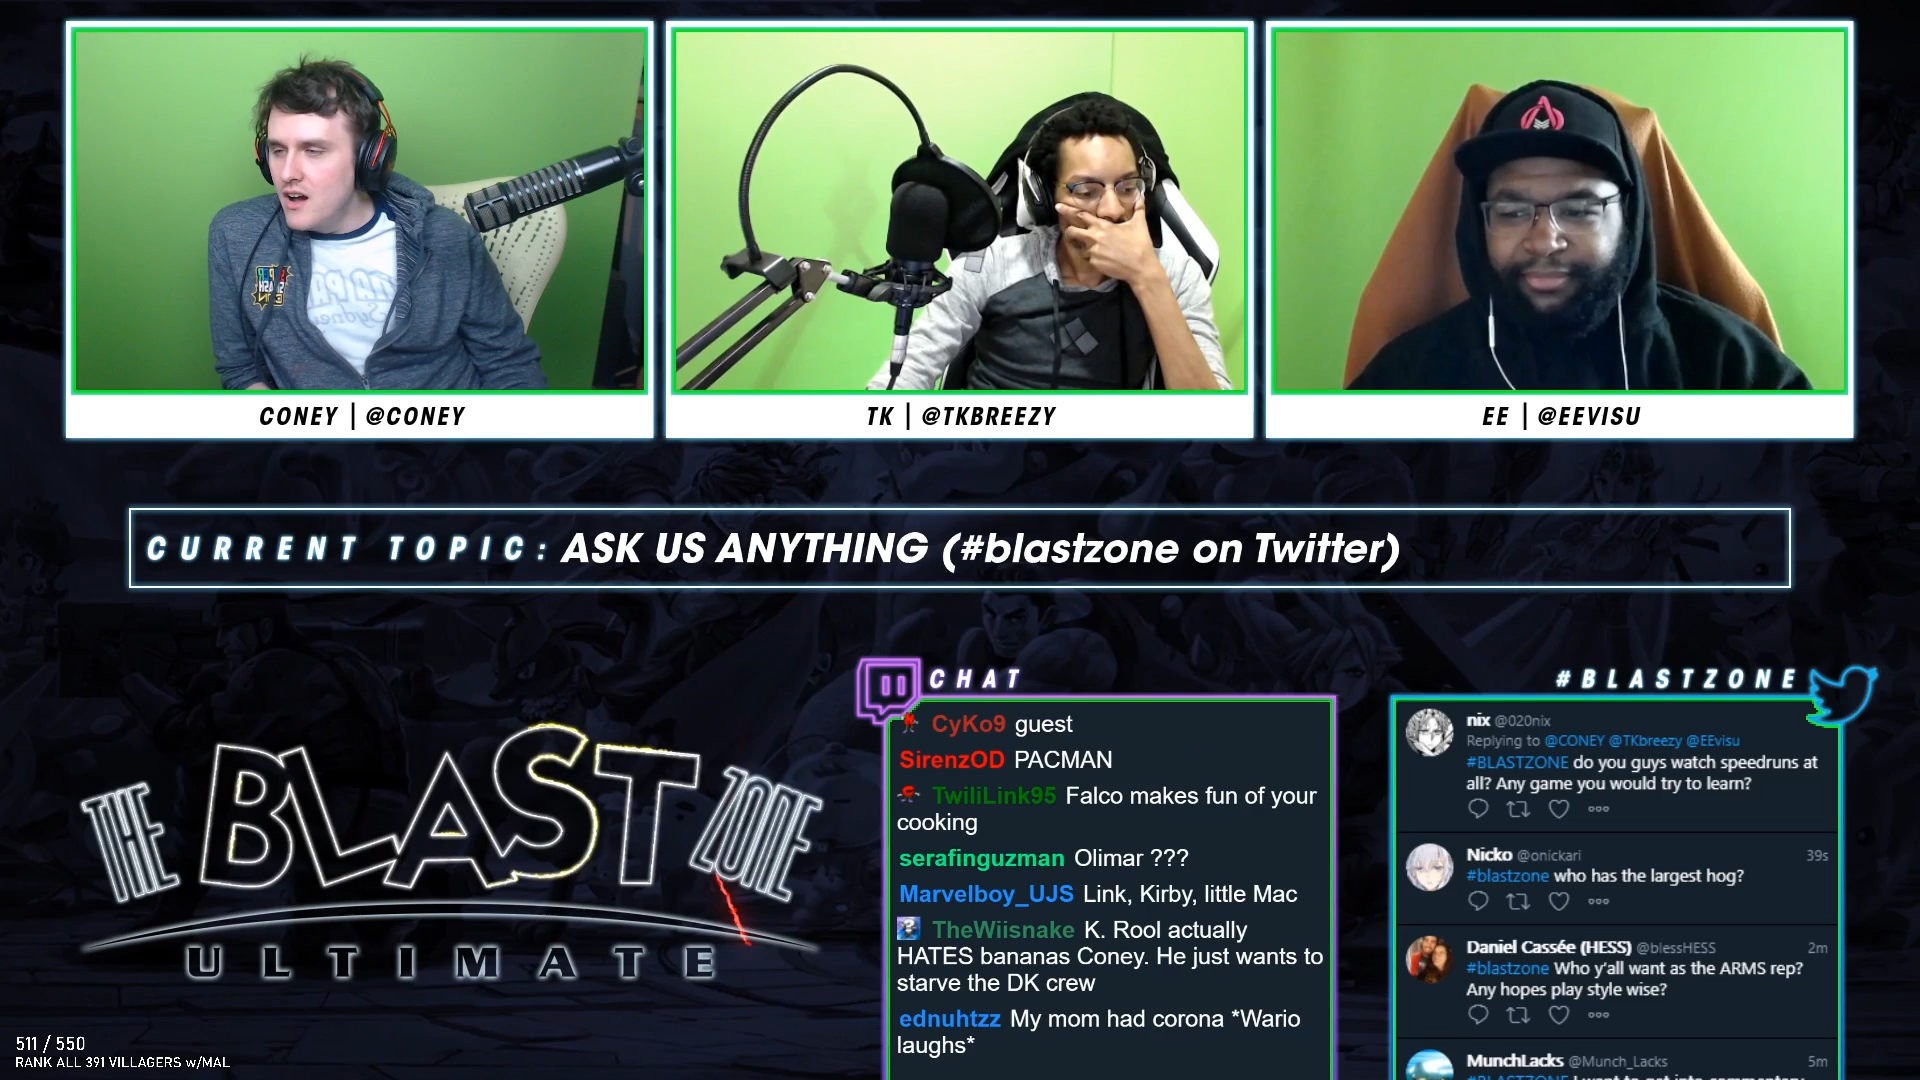 CONEY | @CONEY
TK | @TKBREEZY
EE | @EEVISU
CURRENT TOPIC: ASK US ANYTHING (#blastzone on Twitter)
THE BLAST ZONE
ULTIMATE
511 / 550
RANK ALL 391 VILLAGERS w/MAL
CHAT
CyKo9 guest
SirenzOD PACMAN
TwiliLink95 Falco makes fun of your
cooking
serafinguzman Olimar ???
Marvelboy_UJS Link, Kirby, little Mac
TheWiisnake K. Rool actually
HATES bananas Coney. He just wants to
starve the DK crew
ednuhtzz My mom had corona *Wario
laughs*
#BLASTZONE
nix @020nix
Replying to @CONEY @TKbreezy @EEvisu
#BLASTZONE do you guys watch speedruns at
all? Any game you would try to learn?
Nicko @onickari 39s
#blastzone who has the largest hog?
Daniel Cassée (HESS) @blessHESS 2m
#blastzone Who y'all want as the ARMS rep?
Any hopes play style wise?
MunchLacks @Munch_Lacks 5m